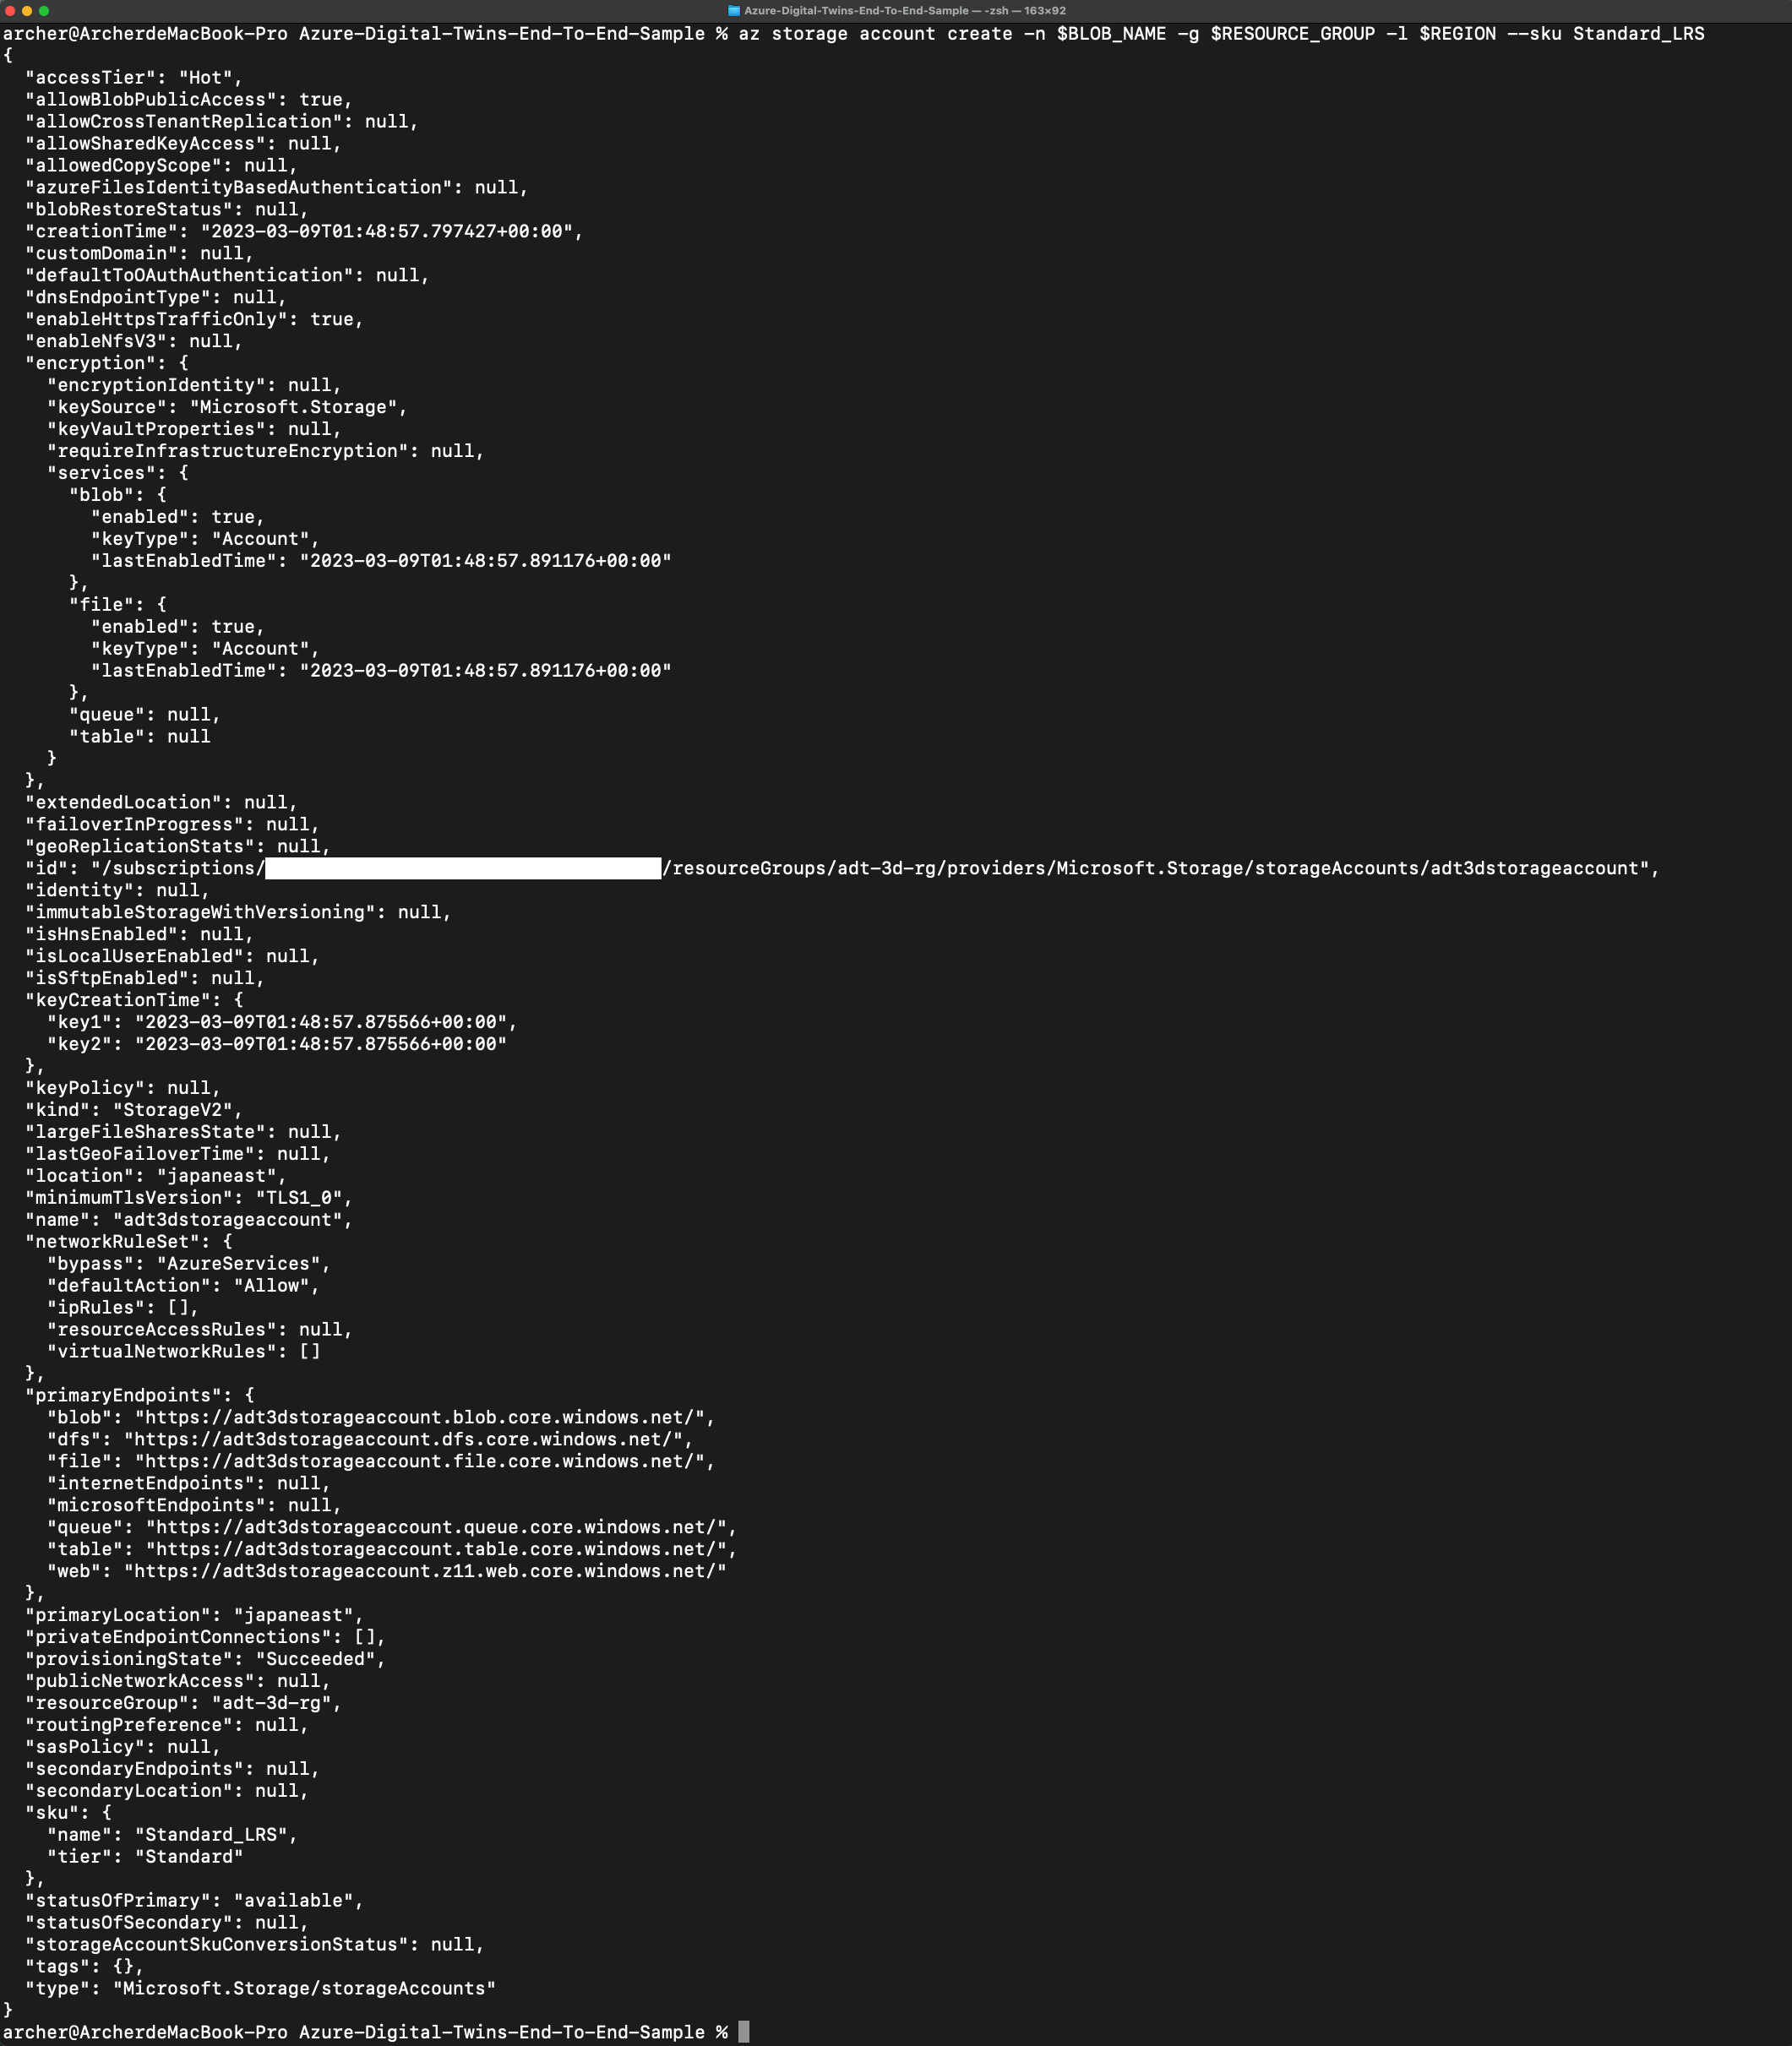 Azure-Digital-Twins-End-To-End-Sample — -zsh — 163×92
archer@ArcherdeMacBook-Pro Azure-Digital-Twins-End-To-End-Sample % az storage account create -n $BLOB_NAME -g $RESOURCE_GROUP -l $REGION --sku Standard_LRS
{
  "accessTier": "Hot",
  "allowBlobPublicAccess": true,
  "allowCrossTenantReplication": null,
  "allowSharedKeyAccess": null,
  "allowedCopyScope": null,
  "azureFilesIdentityBasedAuthentication": null,
  "blobRestoreStatus": null,
  "creationTime": "2023-03-09T01:48:57.797427+00:00",
  "customDomain": null,
  "defaultToOAuthAuthentication": null,
  "dnsEndpointType": null,
  "enableHttpsTrafficOnly": true,
  "enableNfsV3": null,
  "encryption": {
    "encryptionIdentity": null,
    "keySource": "Microsoft.Storage",
    "keyVaultProperties": null,
    "requireInfrastructureEncryption": null,
    "services": {
      "blob": {
        "enabled": true,
        "keyType": "Account",
        "lastEnabledTime": "2023-03-09T01:48:57.891176+00:00"
      },
      "file": {
        "enabled": true,
        "keyType": "Account",
        "lastEnabledTime": "2023-03-09T01:48:57.891176+00:00"
      },
      "queue": null,
      "table": null
    }
  },
  "extendedLocation": null,
  "failoverInProgress": null,
  "geoReplicationStats": null,
  "id": "/subscriptions/ /resourceGroups/adt-3d-rg/providers/Microsoft.Storage/storageAccounts/adt3dstorageaccount",
  "identity": null,
  "immutableStorageWithVersioning": null,
  "isHnsEnabled": null,
  "isLocalUserEnabled": null,
  "isSftpEnabled": null,
  "keyCreationTime": {
    "key1": "2023-03-09T01:48:57.875566+00:00",
    "key2": "2023-03-09T01:48:57.875566+00:00"
  },
  "keyPolicy": null,
  "kind": "StorageV2",
  "largeFileSharesState": null,
  "lastGeoFailoverTime": null,
  "location": "japaneast",
  "minimumTlsVersion": "TLS1_0",
  "name": "adt3dstorageaccount",
  "networkRuleSet": {
    "bypass": "AzureServices",
    "defaultAction": "Allow",
    "ipRules": [],
    "resourceAccessRules": null,
    "virtualNetworkRules": []
  },
  "primaryEndpoints": {
    "blob": "https://adt3dstorageaccount.blob.core.windows.net/",
    "dfs": "https://adt3dstorageaccount.dfs.core.windows.net/",
    "file": "https://adt3dstorageaccount.file.core.windows.net/",
    "internetEndpoints": null,
    "microsoftEndpoints": null,
    "queue": "https://adt3dstorageaccount.queue.core.windows.net/",
    "table": "https://adt3dstorageaccount.table.core.windows.net/",
    "web": "https://adt3dstorageaccount.z11.web.core.windows.net/"
  },
  "primaryLocation": "japaneast",
  "privateEndpointConnections": [],
  "provisioningState": "Succeeded",
  "publicNetworkAccess": null,
  "resourceGroup": "adt-3d-rg",
  "routingPreference": null,
  "sasPolicy": null,
  "secondaryEndpoints": null,
  "secondaryLocation": null,
  "sku": {
    "name": "Standard_LRS",
    "tier": "Standard"
  },
  "statusOfPrimary": "available",
  "statusOfSecondary": null,
  "storageAccountSkuConversionStatus": null,
  "tags": {},
  "type": "Microsoft.Storage/storageAccounts"
}
archer@ArcherdeMacBook-Pro Azure-Digital-Twins-End-To-End-Sample %